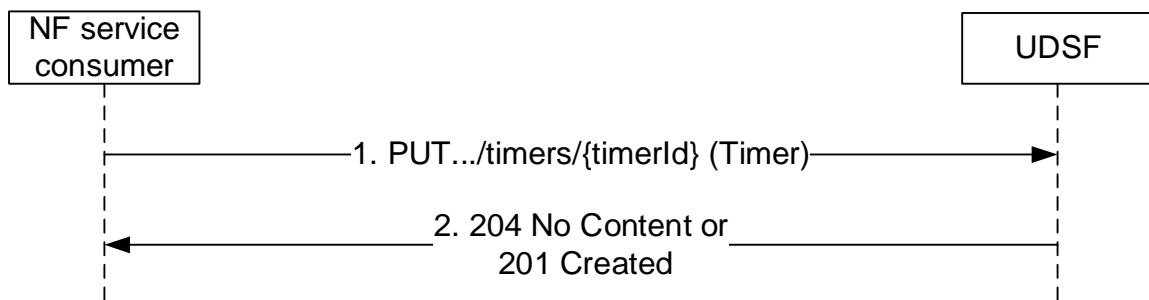 NF service
consumer
UDSF
1. PUT.../timers/{timerId} (Timer)
2. 204 No Content or
201 Created